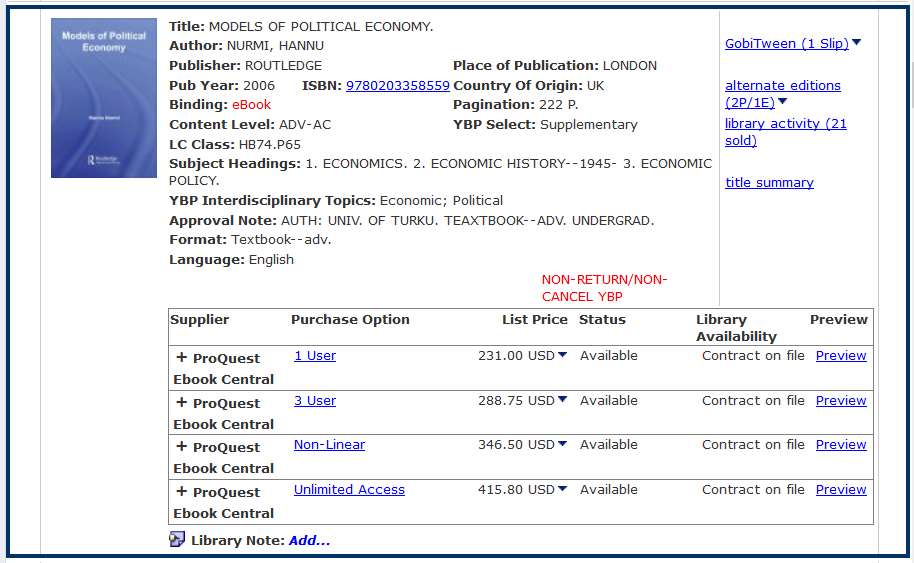 Models of Political
Economy
Hannu Nurmi
Routledge
Title: MODELS OF POLITICAL ECONOMY.
Author: NURMI, HANNU
Publisher: ROUTLEDGE Place of Publication: LONDON
Pub Year: 2006 ISBN: 9780203358559 Country Of Origin: UK
Binding: eBook Pagination: 222 P.
Content Level: ADV-AC YBP Select: Supplementary
LC Class: HB74.P65
Subject Headings: 1. ECONOMICS. 2. ECONOMIC HISTORY--1945- 3. ECONOMIC
POLICY.
YBP Interdisciplinary Topics: Economic; Political
Approval Note: AUTH: UNIV. OF TURKU. TEAXTBOOK--ADV. UNDERGRAD.
Format: Textbook--adv.
Language: English
NON-RETURN/NON-
CANCEL YBP
GobiTween (1 Slip)
alternate editions
(2P/1E)
library activity (21
sold)
title summary
Supplier Purchase Option List Price Status Library
Availability Preview
+ ProQuest
Ebook Central 1 User 231.00 USD Available Contract on file Preview
+ ProQuest
Ebook Central 3 User 288.75 USD Available Contract on file Preview
+ ProQuest
Ebook Central Non-Linear 346.50 USD Available Contract on file Preview
+ ProQuest
Ebook Central Unlimited Access 415.80 USD Available Contract on file Preview
Library Note: Add...